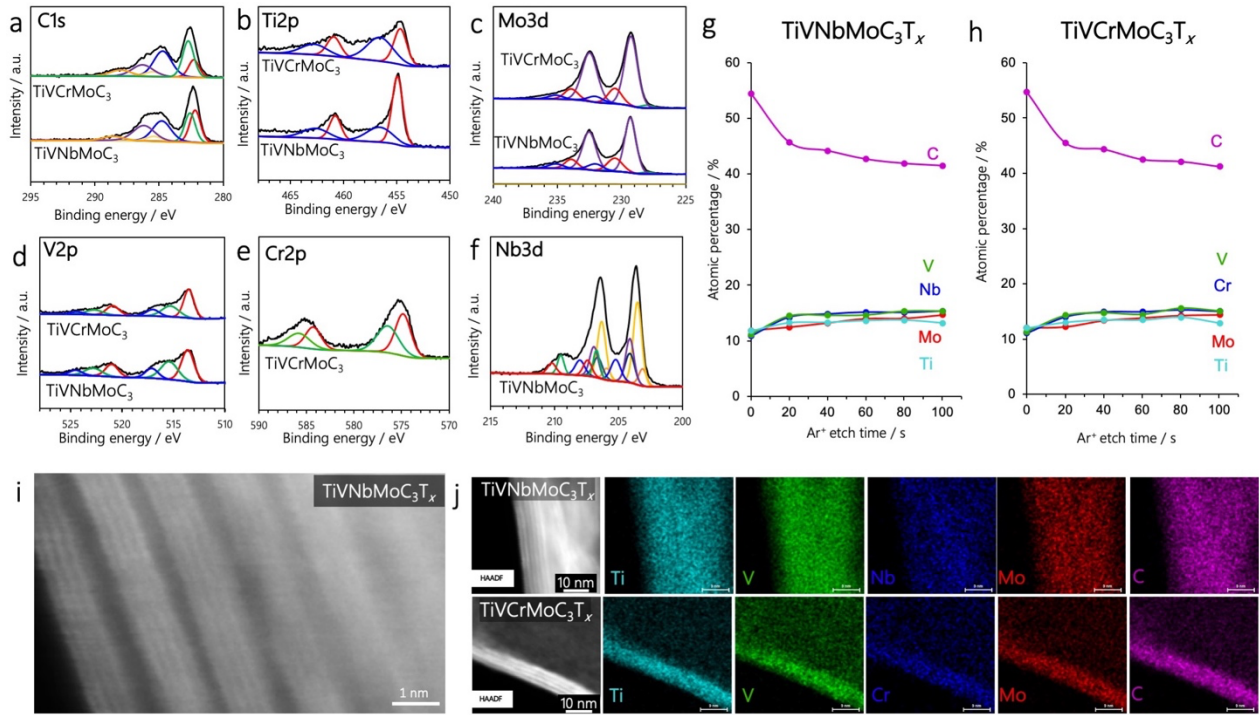 a
C1s
TiVCrMoC3
TiVNbMoC3
Intensity / a.u.
295 290 285 280
Binding energy / eV
b
Ti2p
TiVCrMoC3
TiVNbMoC3
Intensity / a.u.
465 460 455 450
Binding energy / eV
c
Mo3d
TiVCrMoC3
TiVNbMoC3
Intensity / a.u.
240 235 230 225
Binding energy / eV
d
V2p
TiVCrMoC3
TiVNbMoC3
Intensity / a.u.
525 520 515 510
Binding energy / eV
e
Cr2p
TiVCrMoC3
Intensity / a.u.
590 585 580 575 570
Binding energy / eV
f
Nb3d
TiVNbMoC3
Intensity / a.u.
215 210 205 200
Binding energy / eV
g
TiVNbMoC3Tx
Atomic percentage / %
60
50
40
30
20
10
0
C
V
Nb
Mo
Ti
0 20 40 60 80 100
Ar+ etch time / s
h
TiVCrMoC3Tx
Atomic percentage / %
60
50
40
30
20
10
0
C
V
Cr
Mo
Ti
0 20 40 60 80 100
Ar+ etch time / s
i
TiVNbMoC3Tx
1 nm
j
TiVNbMoC3Tx
HAADF
10 nm
Ti
V
Nb
Mo
C
TiVCrMoC3Tx
HAADF
10 nm
Ti
V
Cr
Mo
C